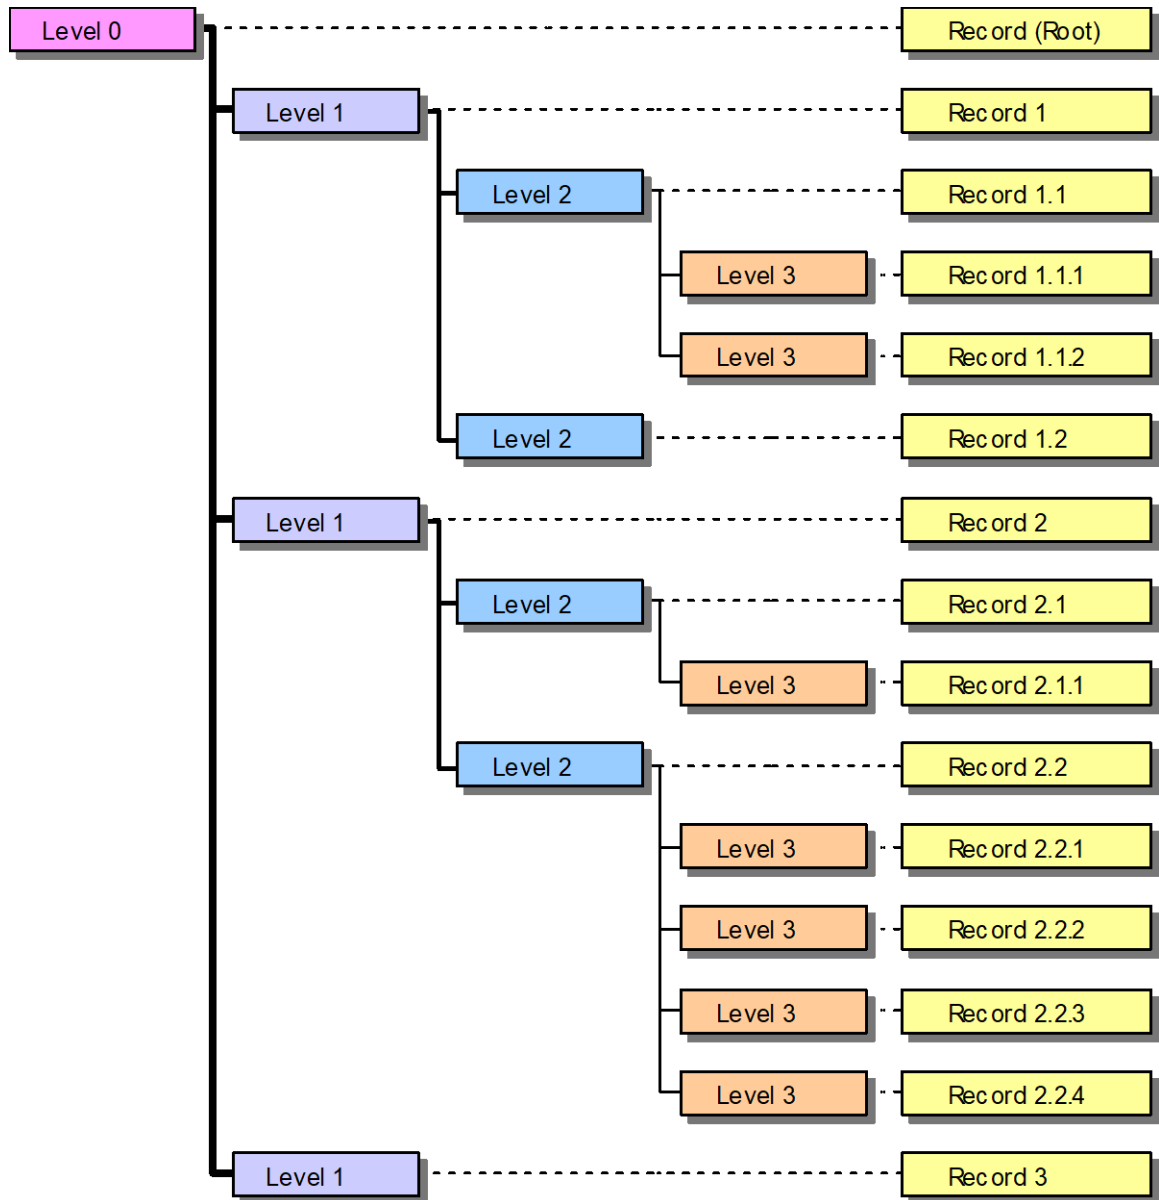 Level 0 Record (Root)
Level 1 Record 1
Level 2 Record 1.1
Level 3 Record 1.1.1
Level 3 Record 1.1.2
Level 2 Record 1.2
Level 1 Record 2
Level 2 Record 2.1
Level 3 Record 2.1.1
Level 2 Record 2.2
Level 3 Record 2.2.1
Level 3 Record 2.2.2
Level 3 Record 2.2.3
Level 3 Record 2.2.4
Level 1 Record 3